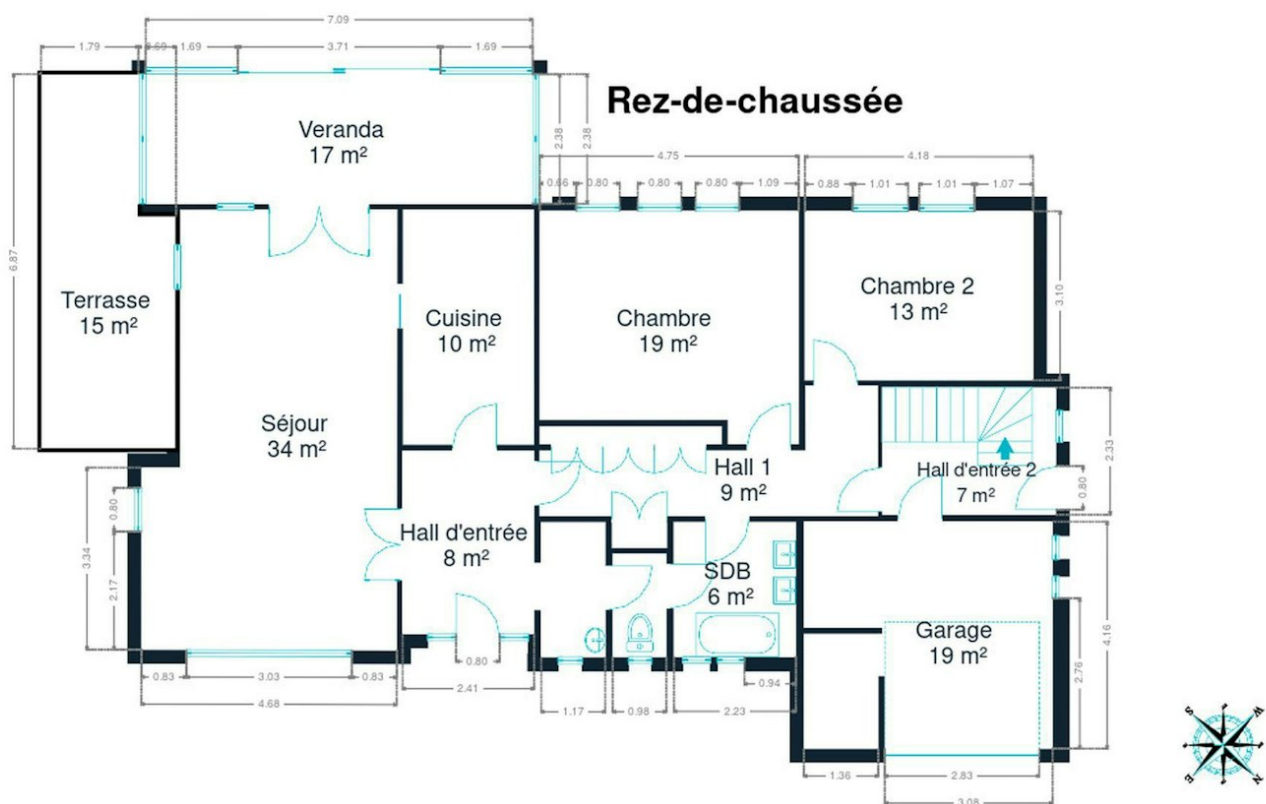 7.09
1.79
0.69
1.69
3.71
1.69
Rez-de-chaussée
Veranda
17 m²
2.38
2.38
4.75
4.18
0.66
0.80
0.80
0.80
1.09
0.88
1.01
1.01
1.07
6.87
Terrasse
15 m²
Cuisine
10 m²
Chambre
19 m²
Chambre 2
13 m²
3.10
Séjour
34 m²
Hall 1
9 m²
Hall d'entrée 2
7 m²
2.33
0.80
0.80
3.34
2.17
Hall d'entrée
8 m²
SDB
6 m²
Garage
19 m²
4.16
2.76
0.83
3.03
0.83
4.68
0.80
2.41
1.17
0.98
0.94
2.23
1.36
2.83
3.08
S
W
E
N